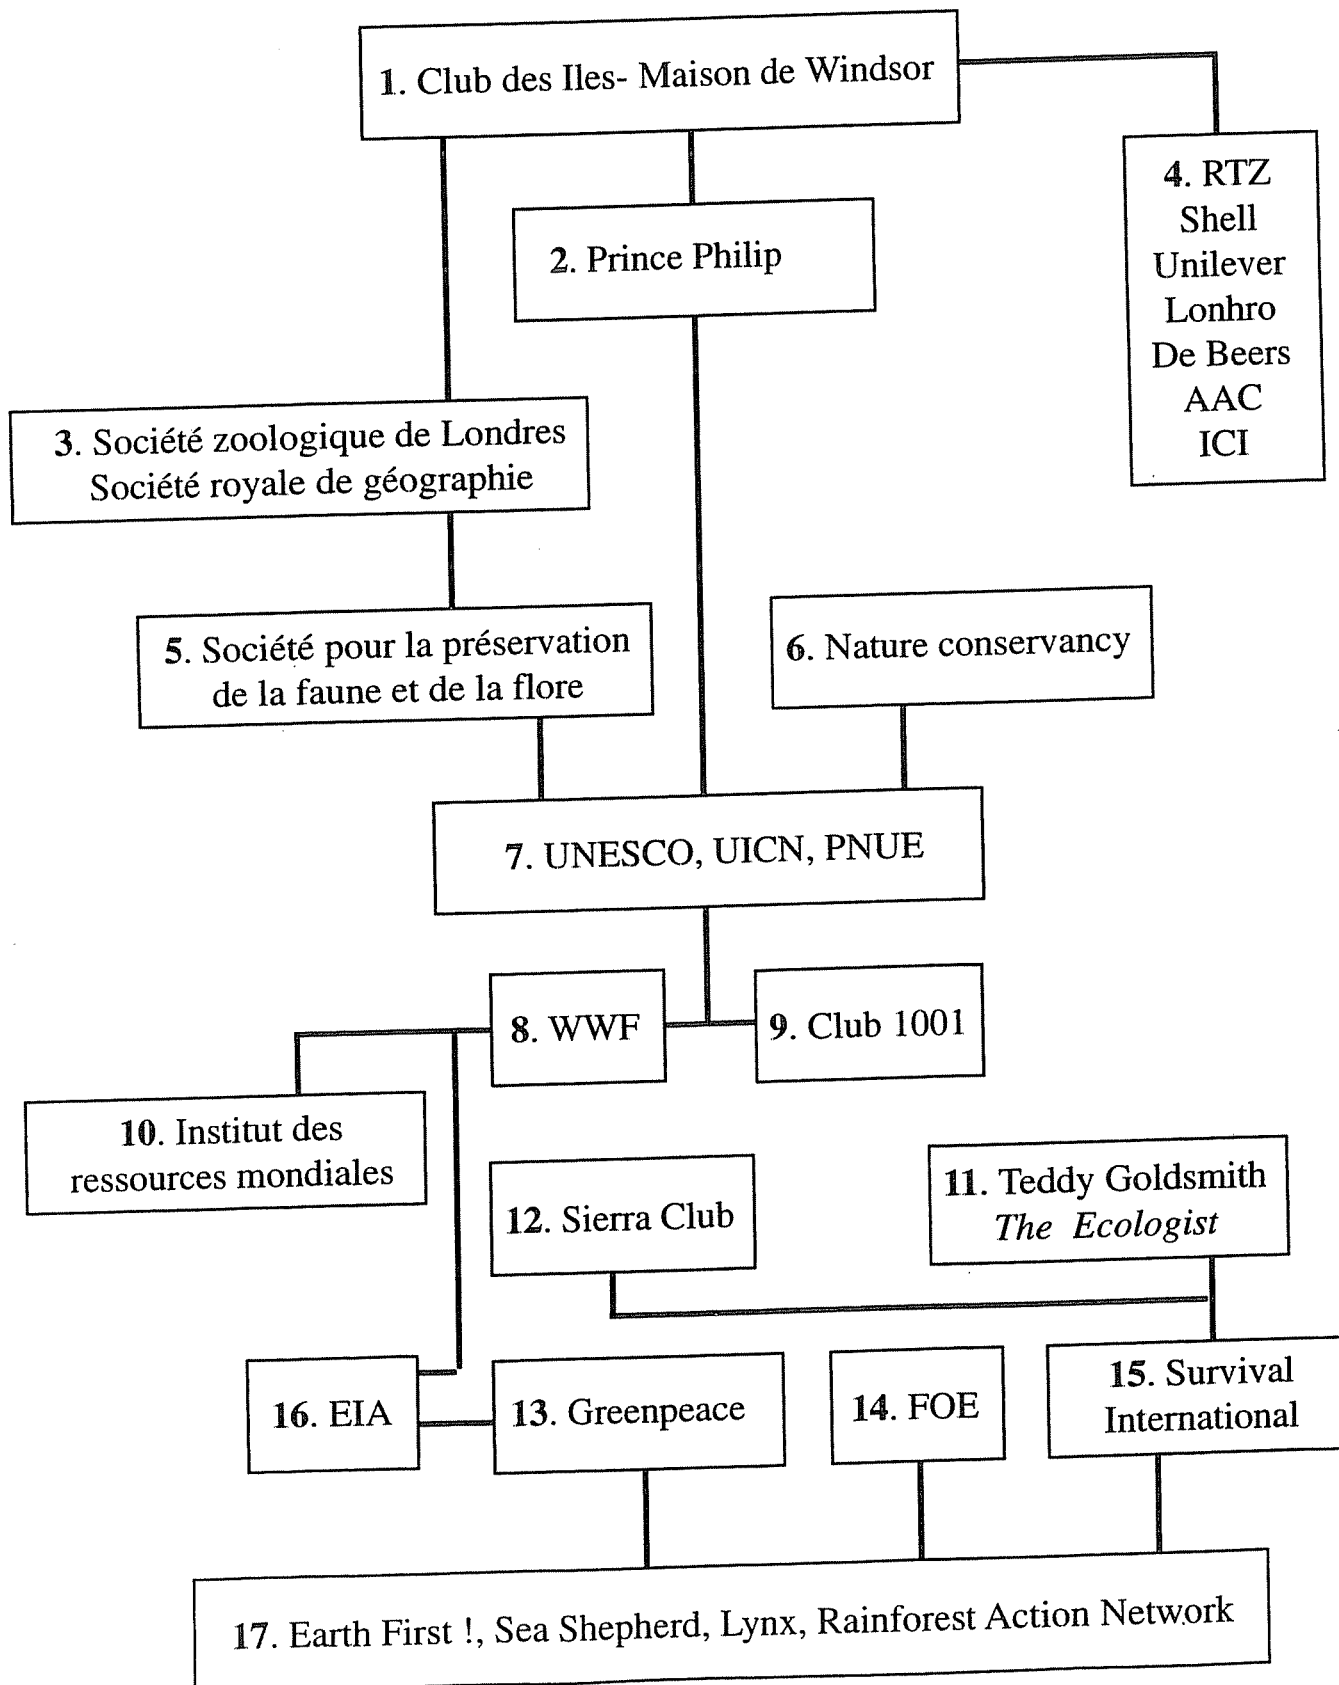 1. Club des Iles- Maison de Windsor
2. Prince Philip
4. RTZ
Shell
Unilever
Lonhro
De Beers
AAC
ICI
3. Société zoologique de Londres
Société royale de géographie
5. Société pour la préservation
de la faune et de la flore
6. Nature conservancy
7. UNESCO, UICN, PNUE
8. WWF
9. Club 1001
10. Institut des
ressources mondiales
11. Teddy Goldsmith
The Ecologist
12. Sierra Club
16. EIA
13. Greenpeace
14. FOE
15. Survival
International
17. Earth First !, Sea Shepherd, Lynx, Rainforest Action Network